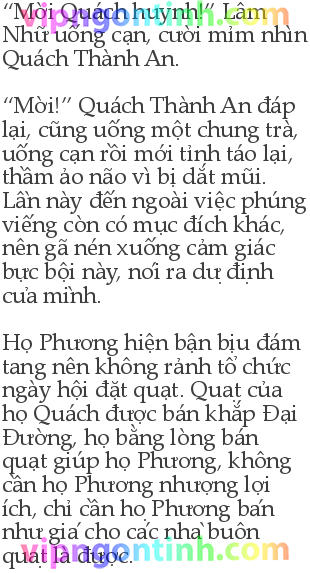 “Mời Quách huynh!” Lâm
Như uống cạn, cười mỉm nhìn
Quách Thành An.
“Mời!” Quách Thành An đáp
lại, cũng uống một chung trà,
uống cạn rồi mới tỉnh táo lại,
thầm ảo não vì bị dắt mũi.
Lần này đến ngoài việc phúng
viếng còn có mục đích khác,
nên gã nén xuống cảm giác
bực bội này, nói ra dự định
của mình.
Họ Phương hiện bận bịu đám
tang nên không rảnh tổ chức
ngày hội đặt quạt. Quạt của
họ Quách được bán khắp Đại
Đường, họ bằng lòng bán
quạt giúp họ Phương, không
cần họ Phương nhượng lợi
ích, chỉ cần họ Phương bán
như giá cho các nhà buôn
quạt là được.
vipngontinh.com
vipngontinh.com